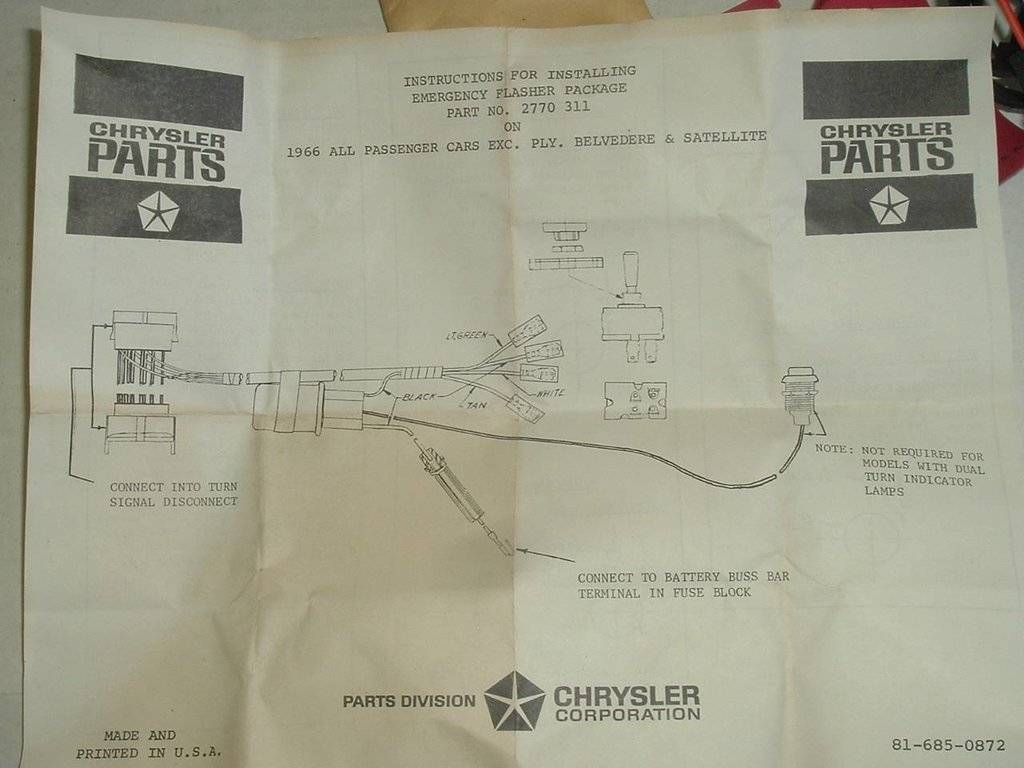 INSTRUCTIONS FOR INSTALLING
EMERGENCY FLASHER PACKAGE
PART NO. 2770 311
ON
1966 ALL PASSENGER CARS EXC. PLY. BELVEDERE & SATELLITE
CHRYSLER
PARTS
CHRYSLER
PARTS
LT. GREEN
BLACK
TAN
WHITE
NOTE: NOT REQUIRED FOR
MODELS WITH DUAL
TURN INDICATOR
LAMPS
CONNECT INTO TURN
SIGNAL DISCONNECT
CONNECT TO BATTERY BUSS BAR
TERMINAL IN FUSE BLOCK
PARTS DIVISION
CHRYSLER
CORPORATION
MADE AND
PRINTED IN U.S.A.
81-685-0872